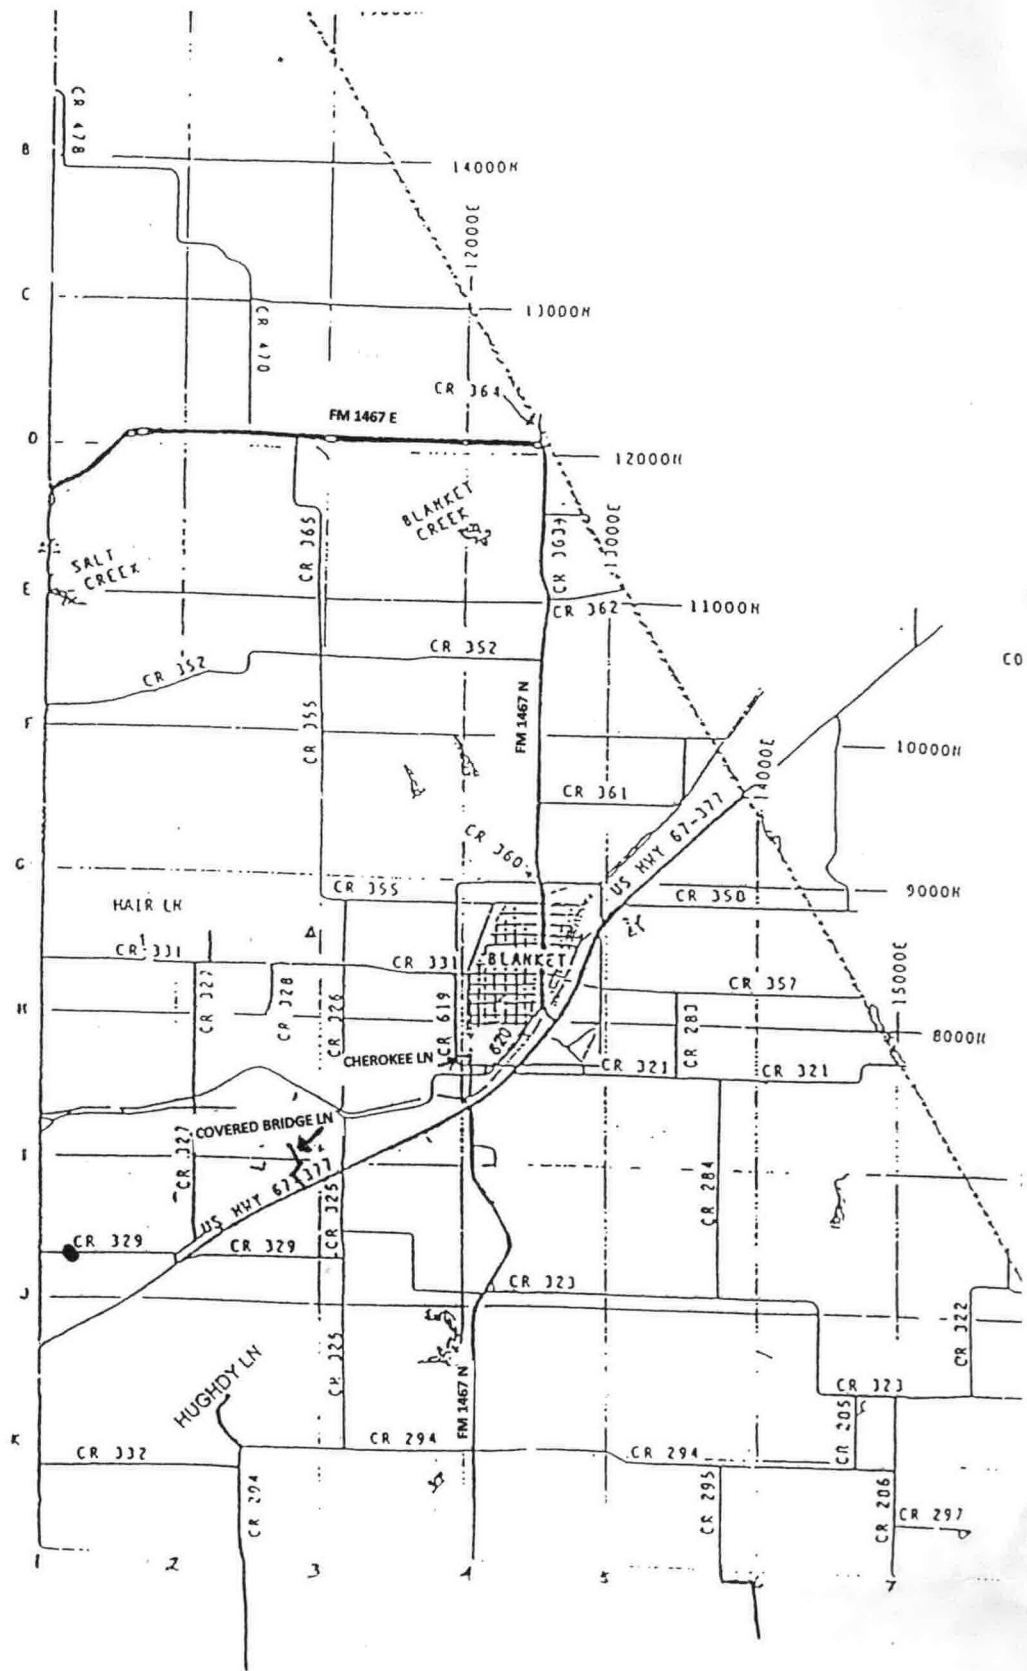 CR 478
B
14000N
12000E
C
13000N
CR 470
CR 364
FM 1467 E
D
12000N
BLANKET
CREEK
CR 363
13000E
CR 365
SALT
CREEK
E
CR 362
11000N
CR 352
CR 352
CO
FM 1467 N
CR 355
F
10000N
14000E
CR 361
US HWY 67-377
CR 360
G
CR 355
CR 350
9000N
HAIR LN
CR 331
CR 331
BLANKET
15000E
CR 327
CR 328
CR 326
CR 619
CR 357
CR 283
H
620
8000N
CHEROKEE LN
CR 321
CR 321
COVERED BRIDGE LN
CR 327
I
US HWY 67-377
CR 325
CR 284
CR 329
CR 329
CR 323
J
CR 322
CR 325
HUGHDY LN
FM 1467 N
CR 323
CR 205
K
CR 332
CR 294
CR 294
CR 294
CR 295
CR 206
CR 297
1
2
3
4
5
7